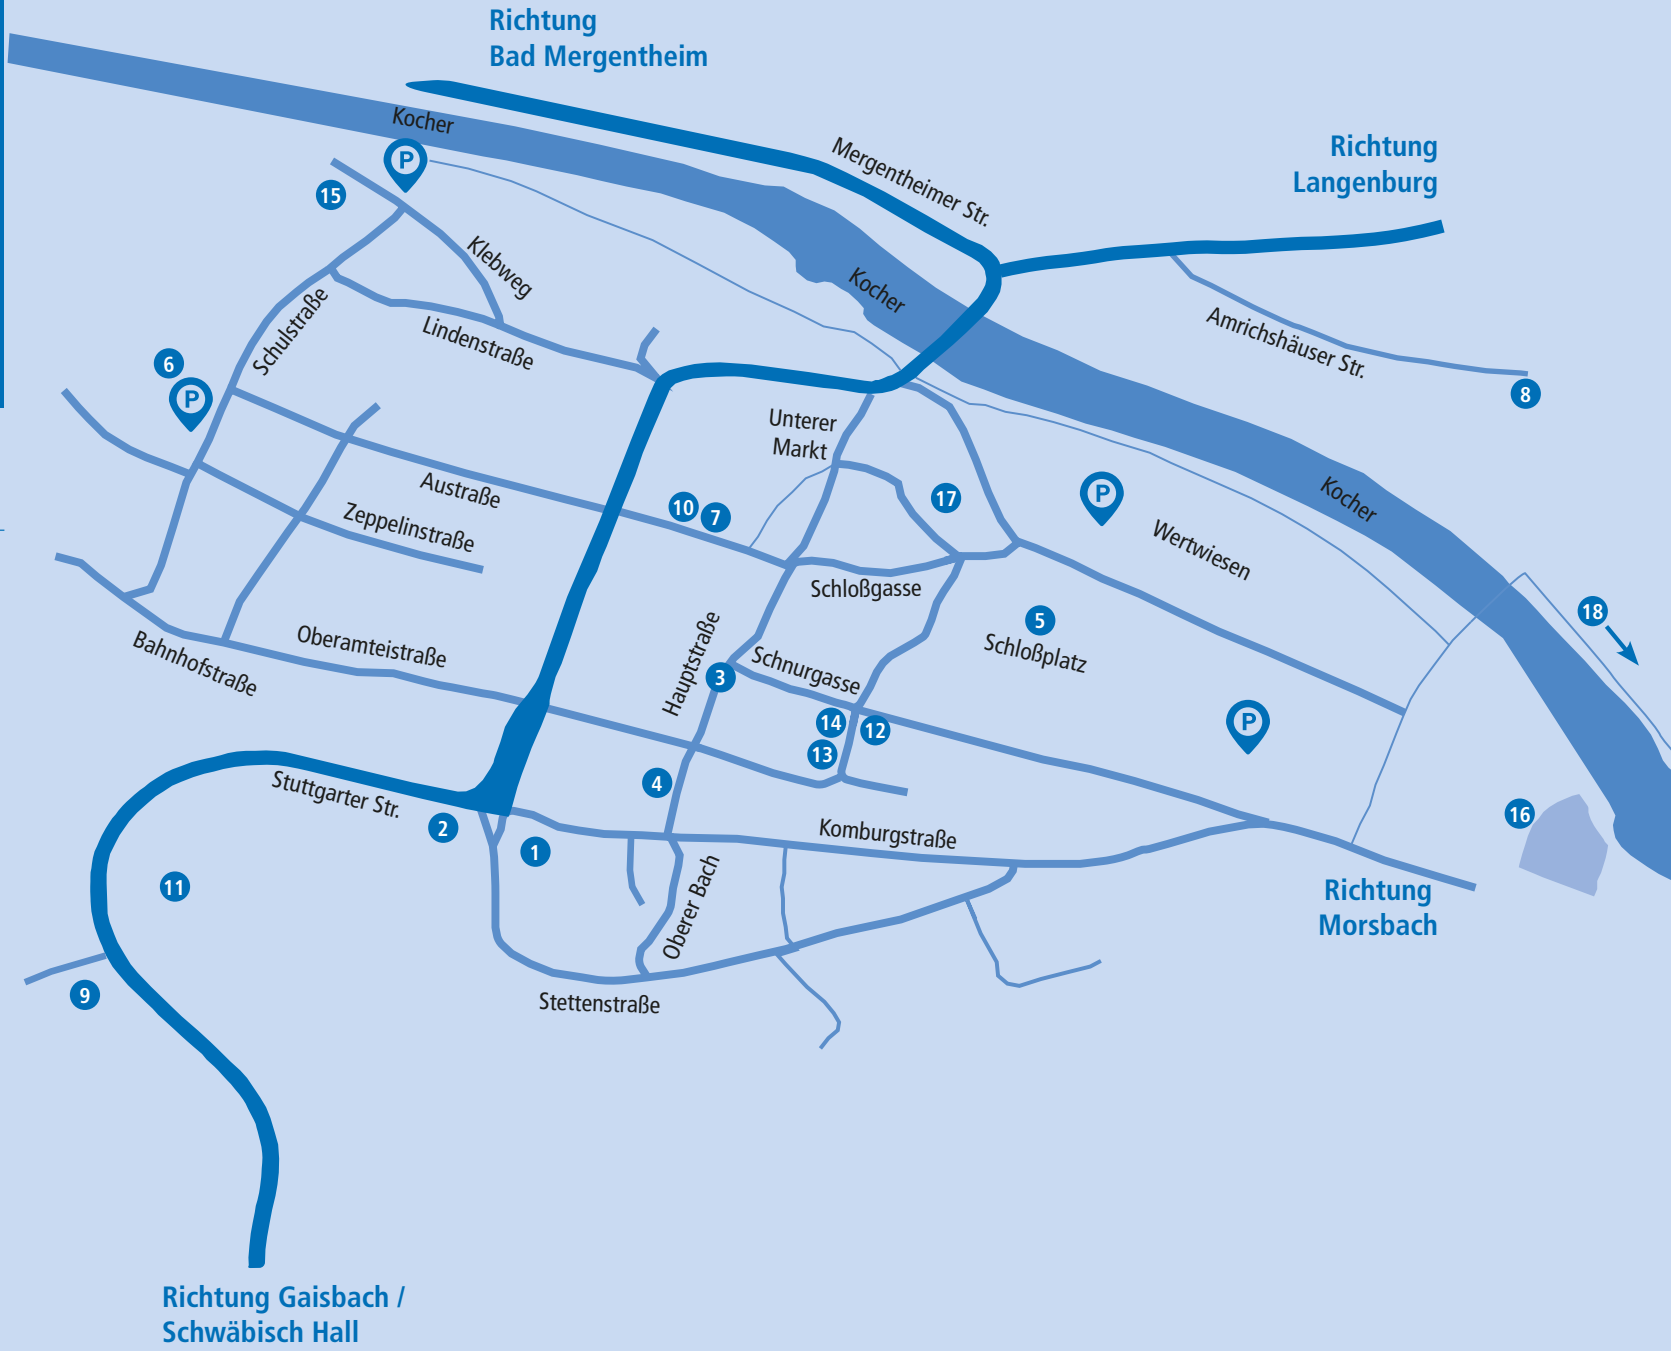 Richtung
Bad Mergentheim
Kocher
P
Mergentheimer Str.
Richtung
Langenburg
15
Klebweg
Kocher
Schulstraße
Lindenstraße
Amrichshäuser Str.
6
P
8
Unterer
Markt
Austraße
10
7
17
P
Kocher
Zeppelinstraße
Wertwiesen
Schloßgasse
18
5
Schloßplatz
Oberamteistraße
Bahnhofstraße
Hauptstraße
3
Schnurgasse
14
12
13
P
4
Stuttgarter Str.
2
1
Komburgstraße
16
11
Oberer Bach
Richtung
Morsbach
9
Stettenstraße
Richtung Gaisbach /
Schwäbisch Hall